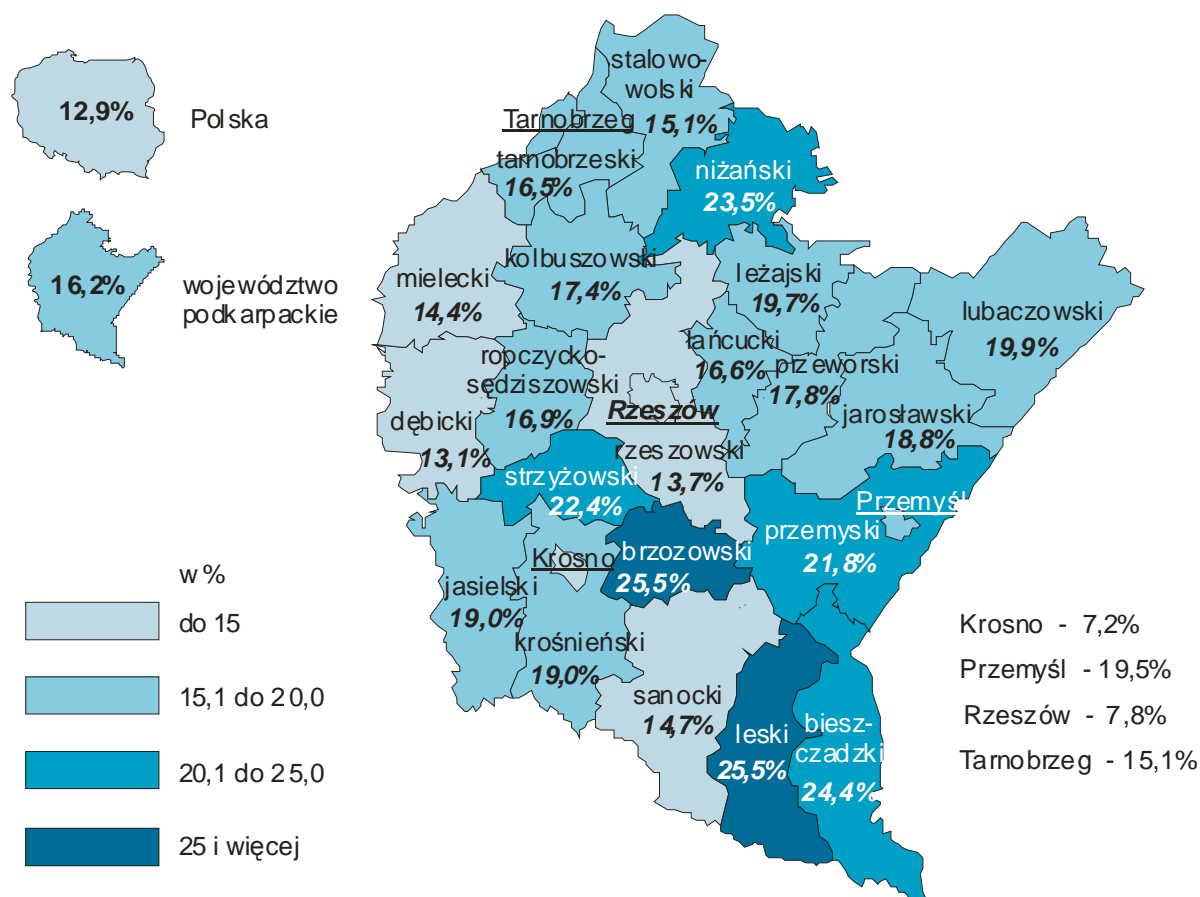 12,9%
Polska
16,2%
województwo
podkarpackie
stalowo-
wolski
15,1%
Tarnobrzeg
tarnobrzeski
16,5%
niżański
23,5%
mielecki
14,4%
kolbuszowski
17,4%
leżajski
19,7%
lubaczowski
19,9%
ropczycko-
sędziszowski
16,9%
łańcucki
16,6%
przeworski
17,8%
jarosławski
18,8%
dębicki
13,1%
Rzeszów
rzeszowski
13,7%
strzyżowski
22,4%
Przemyśl
przemyski
21,8%
Krosno
brzozowski
25,5%
jasielski
19,0%
krośnieński
19,0%
sanocki
14,7%
leski
25,5%
biesz-
czadzki
24,4%
w %
do 15
15,1 do 20,0
20,1 do 25,0
25 i więcej
Krosno - 7,2%
Przemyśl - 19,5%
Rzeszów - 7,8%
Tarnobrzeg - 15,1%